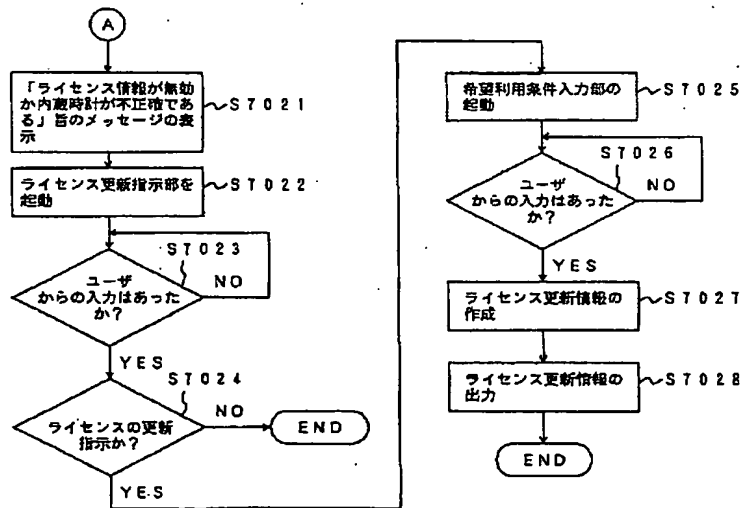 A
「ライセンス情報が無効
か内蔵時計が不正確であ
る」旨のメッセージの表
示
S7021
ライセンス更新指示部を
起動
S7022
S7023
ユーザ
からの入力はあった
か?
NO
YES
S7024
ライセンスの更新
指示か?
NO
END
YES
希望利用条件入力部の
起動
S7025
S7026
ユーザ
からの入力はあった
か?
NO
YES
ライセンス更新情報の
作成
S7027
ライセンス更新情報の
出力
S7028
END